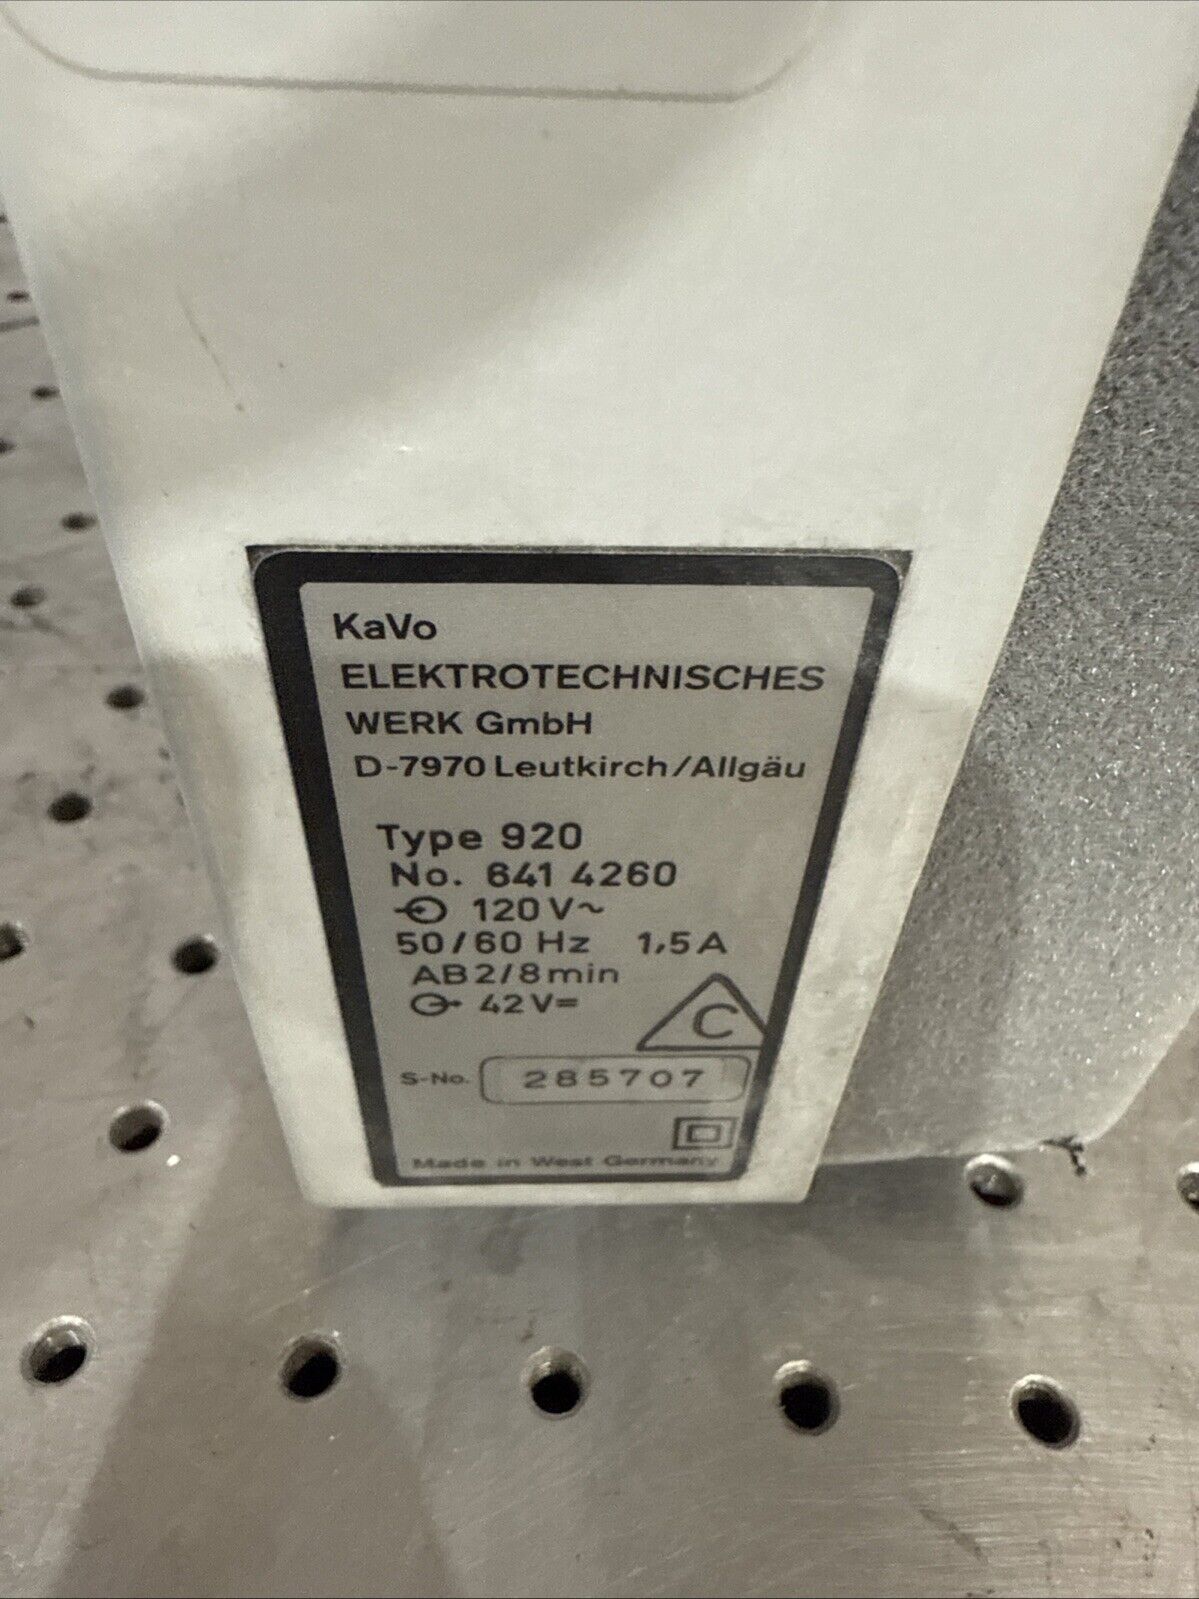 KaVo
ELEKTROTECHNISCHES
WERK GmbH
D-7970 Leutkirch/Allgäu
Type 920
No. 641 4260
120 V~
50/60 Hz 1,5 A
AB 2/8 min
42 V=
C
S-No. 285707
Made in West Germany